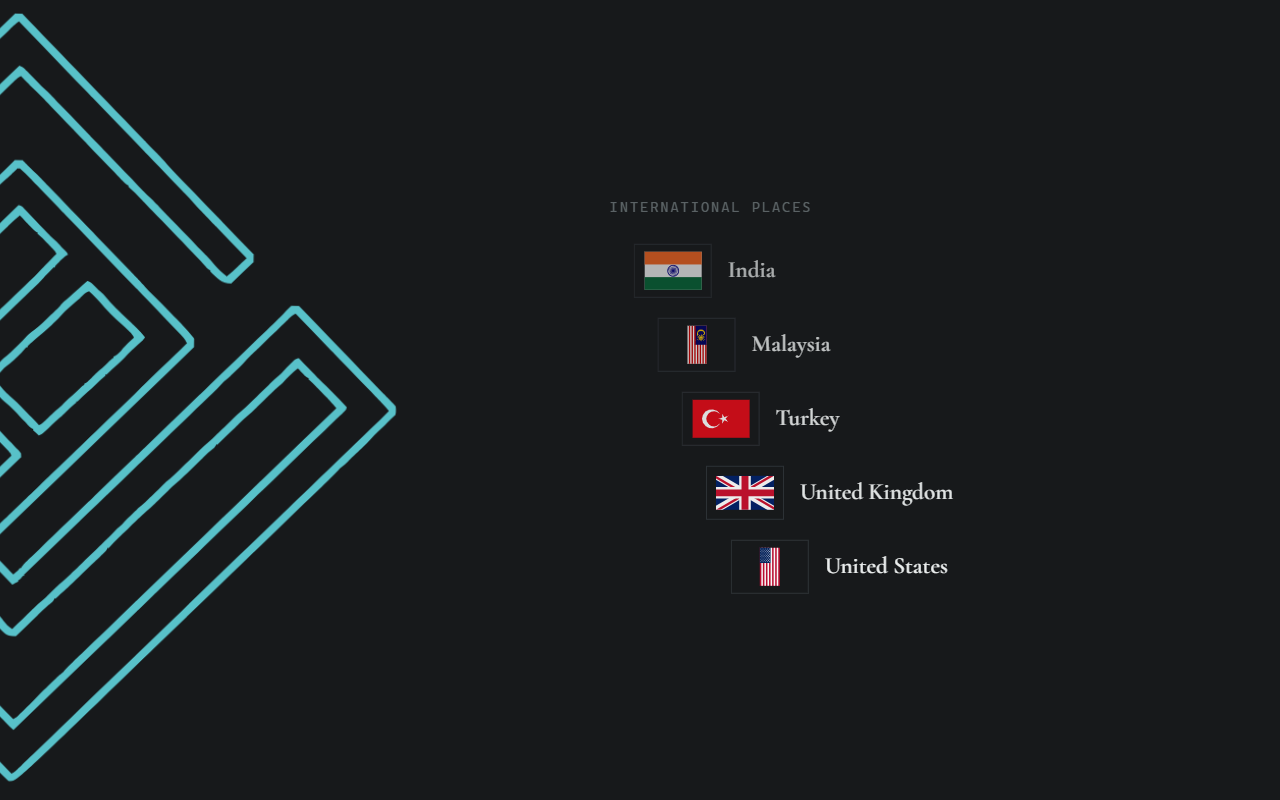 INTERNATIONAL PLACES
India
Malaysia
Turkey
United Kingdom
United States